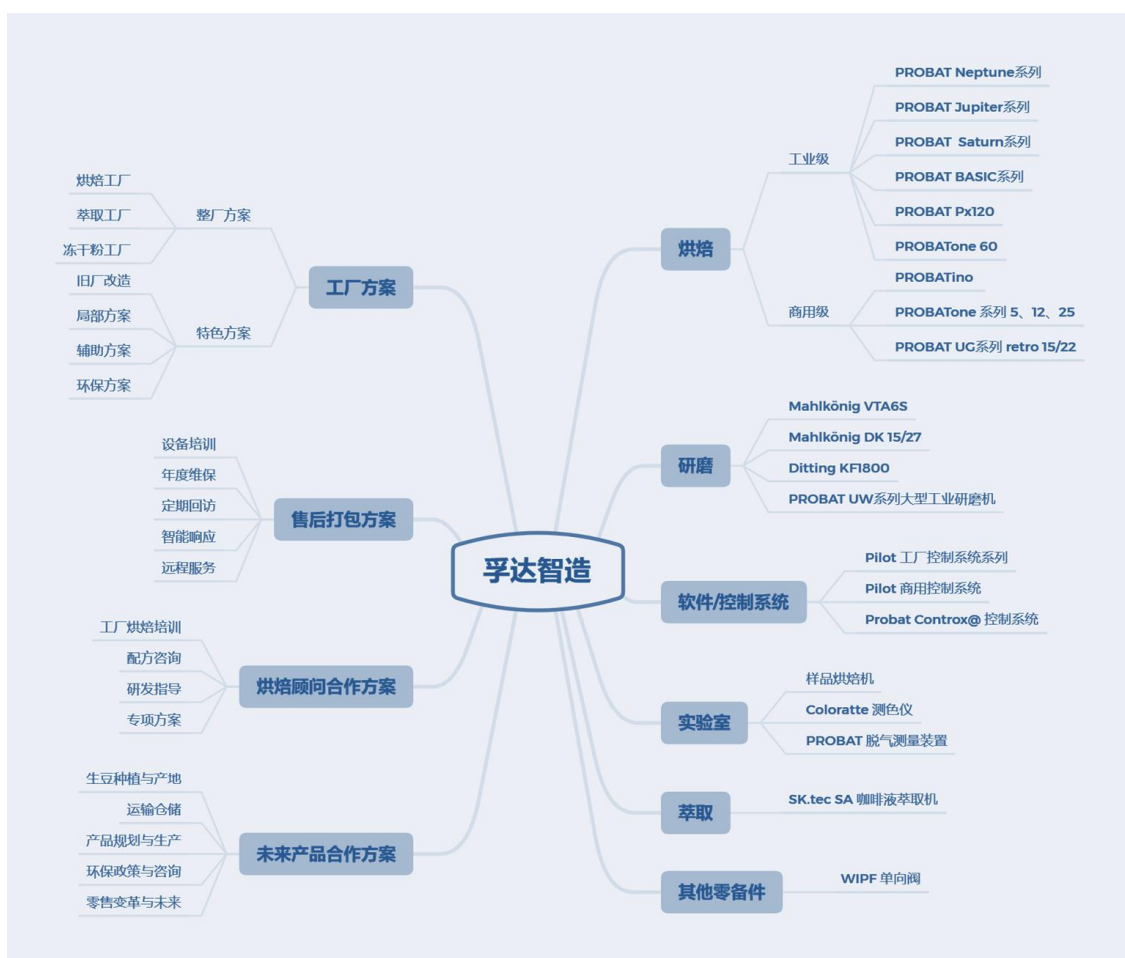 孚达智造
工厂方案
整厂方案
烘焙工厂
萃取工厂
冻干粉工厂
特色方案
旧厂改造
局部方案
辅助方案
环保方案
售后打包方案
设备培训
年度维保
定期回访
智能响应
远程服务
烘焙顾问合作方案
工厂烘焙培训
配方咨询
研发指导
专项方案
未来产品合作方案
生豆种植与产地
运输仓储
产品规划与生产
环保政策与咨询
零售变革与未来
烘焙
工业级
PROBAT Neptune系列
PROBAT Jupiter系列
PROBAT Saturn系列
PROBAT BASIC系列
PROBAT Px120
PROBATone 60
商用级
PROBATino
PROBATone 系列 5、12、25
PROBAT UG系列 retro 15/22
研磨
Mahlkönig VTA6S
Mahlkönig DK 15/27
Ditting KF1800
PROBAT UW系列大型工业研磨机
软件/控制系统
Pilot 工厂控制系统系列
Pilot 商用控制系统
Probat Controx@ 控制系统
实验室
样品烘焙机
Coloratte 测色仪
PROBAT 脱气测量装置
萃取
SK.tec SA 咖啡液萃取机
其他零备件
WIPF 单向阀